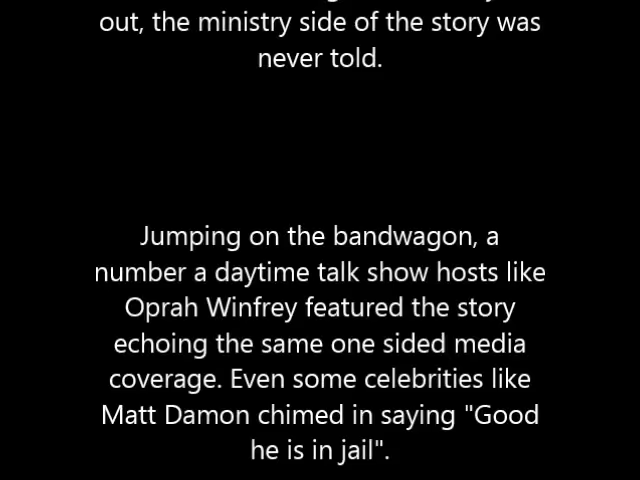 out, the ministry side of the story was
never told.
Jumping on the bandwagon, a
number a daytime talk show hosts like
Oprah Winfrey featured the story
echoing the same one sided media
coverage. Even some celebrities like
Matt Damon chimed in saying "Good
he is in jail".